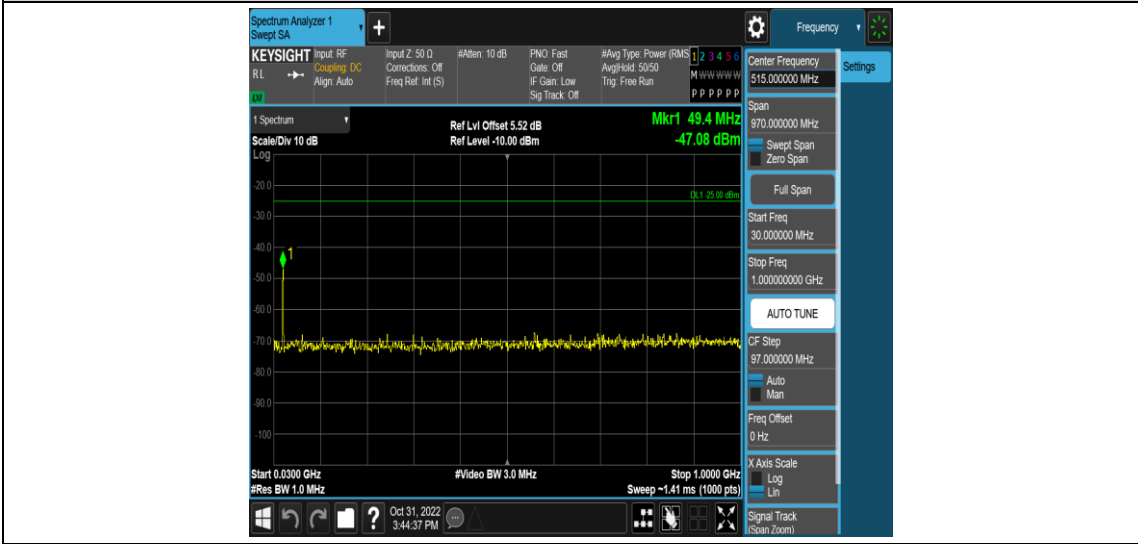 Spectrum Analyzer 1
Swept SA
+
Frequency
KEYSIGHT
R L
Input: RF
Coupling: DC
Align: Auto
Input Z: 50 Ω
Corrections: Off
Freq Ref: Int (S)
#Atten: 10 dB
PNO: Fast
Gate: Off
IF Gain: Low
Sig Track: Off
#Avg Type: Power (RMS
Avg|Hold: 50/50
Trig: Free Run
1 2 3 4 5 6
M W W W W W
P P P P P P
1 Spectrum
Scale/Div 10 dB
Log
Ref Lvl Offset 5.52 dB
Ref Level -10.00 dBm
Mkr1 49.4 MHz
-47.08 dBm
DL1 -25.00 dBm
1
-20.0
-30.0
-40.0
-50.0
-60.0
-70.0
-80.0
-90.0
-100
Start 0.0300 GHz
#Res BW 1.0 MHz
#Video BW 3.0 MHz
Stop 1.0000 GHz
Sweep ~1.41 ms (1000 pts)
?
Oct 31, 2022
3:44:37 PM
Center Frequency
515.000000 MHz
Settings
Span
970.000000 MHz
Swept Span
Zero Span
Full Span
Start Freq
30.000000 MHz
Stop Freq
1.000000000 GHz
AUTO TUNE
CF Step
97.000000 MHz
Auto
Man
Freq Offset
0 Hz
X Axis Scale
Log
Lin
Signal Track
(Span Zoom)